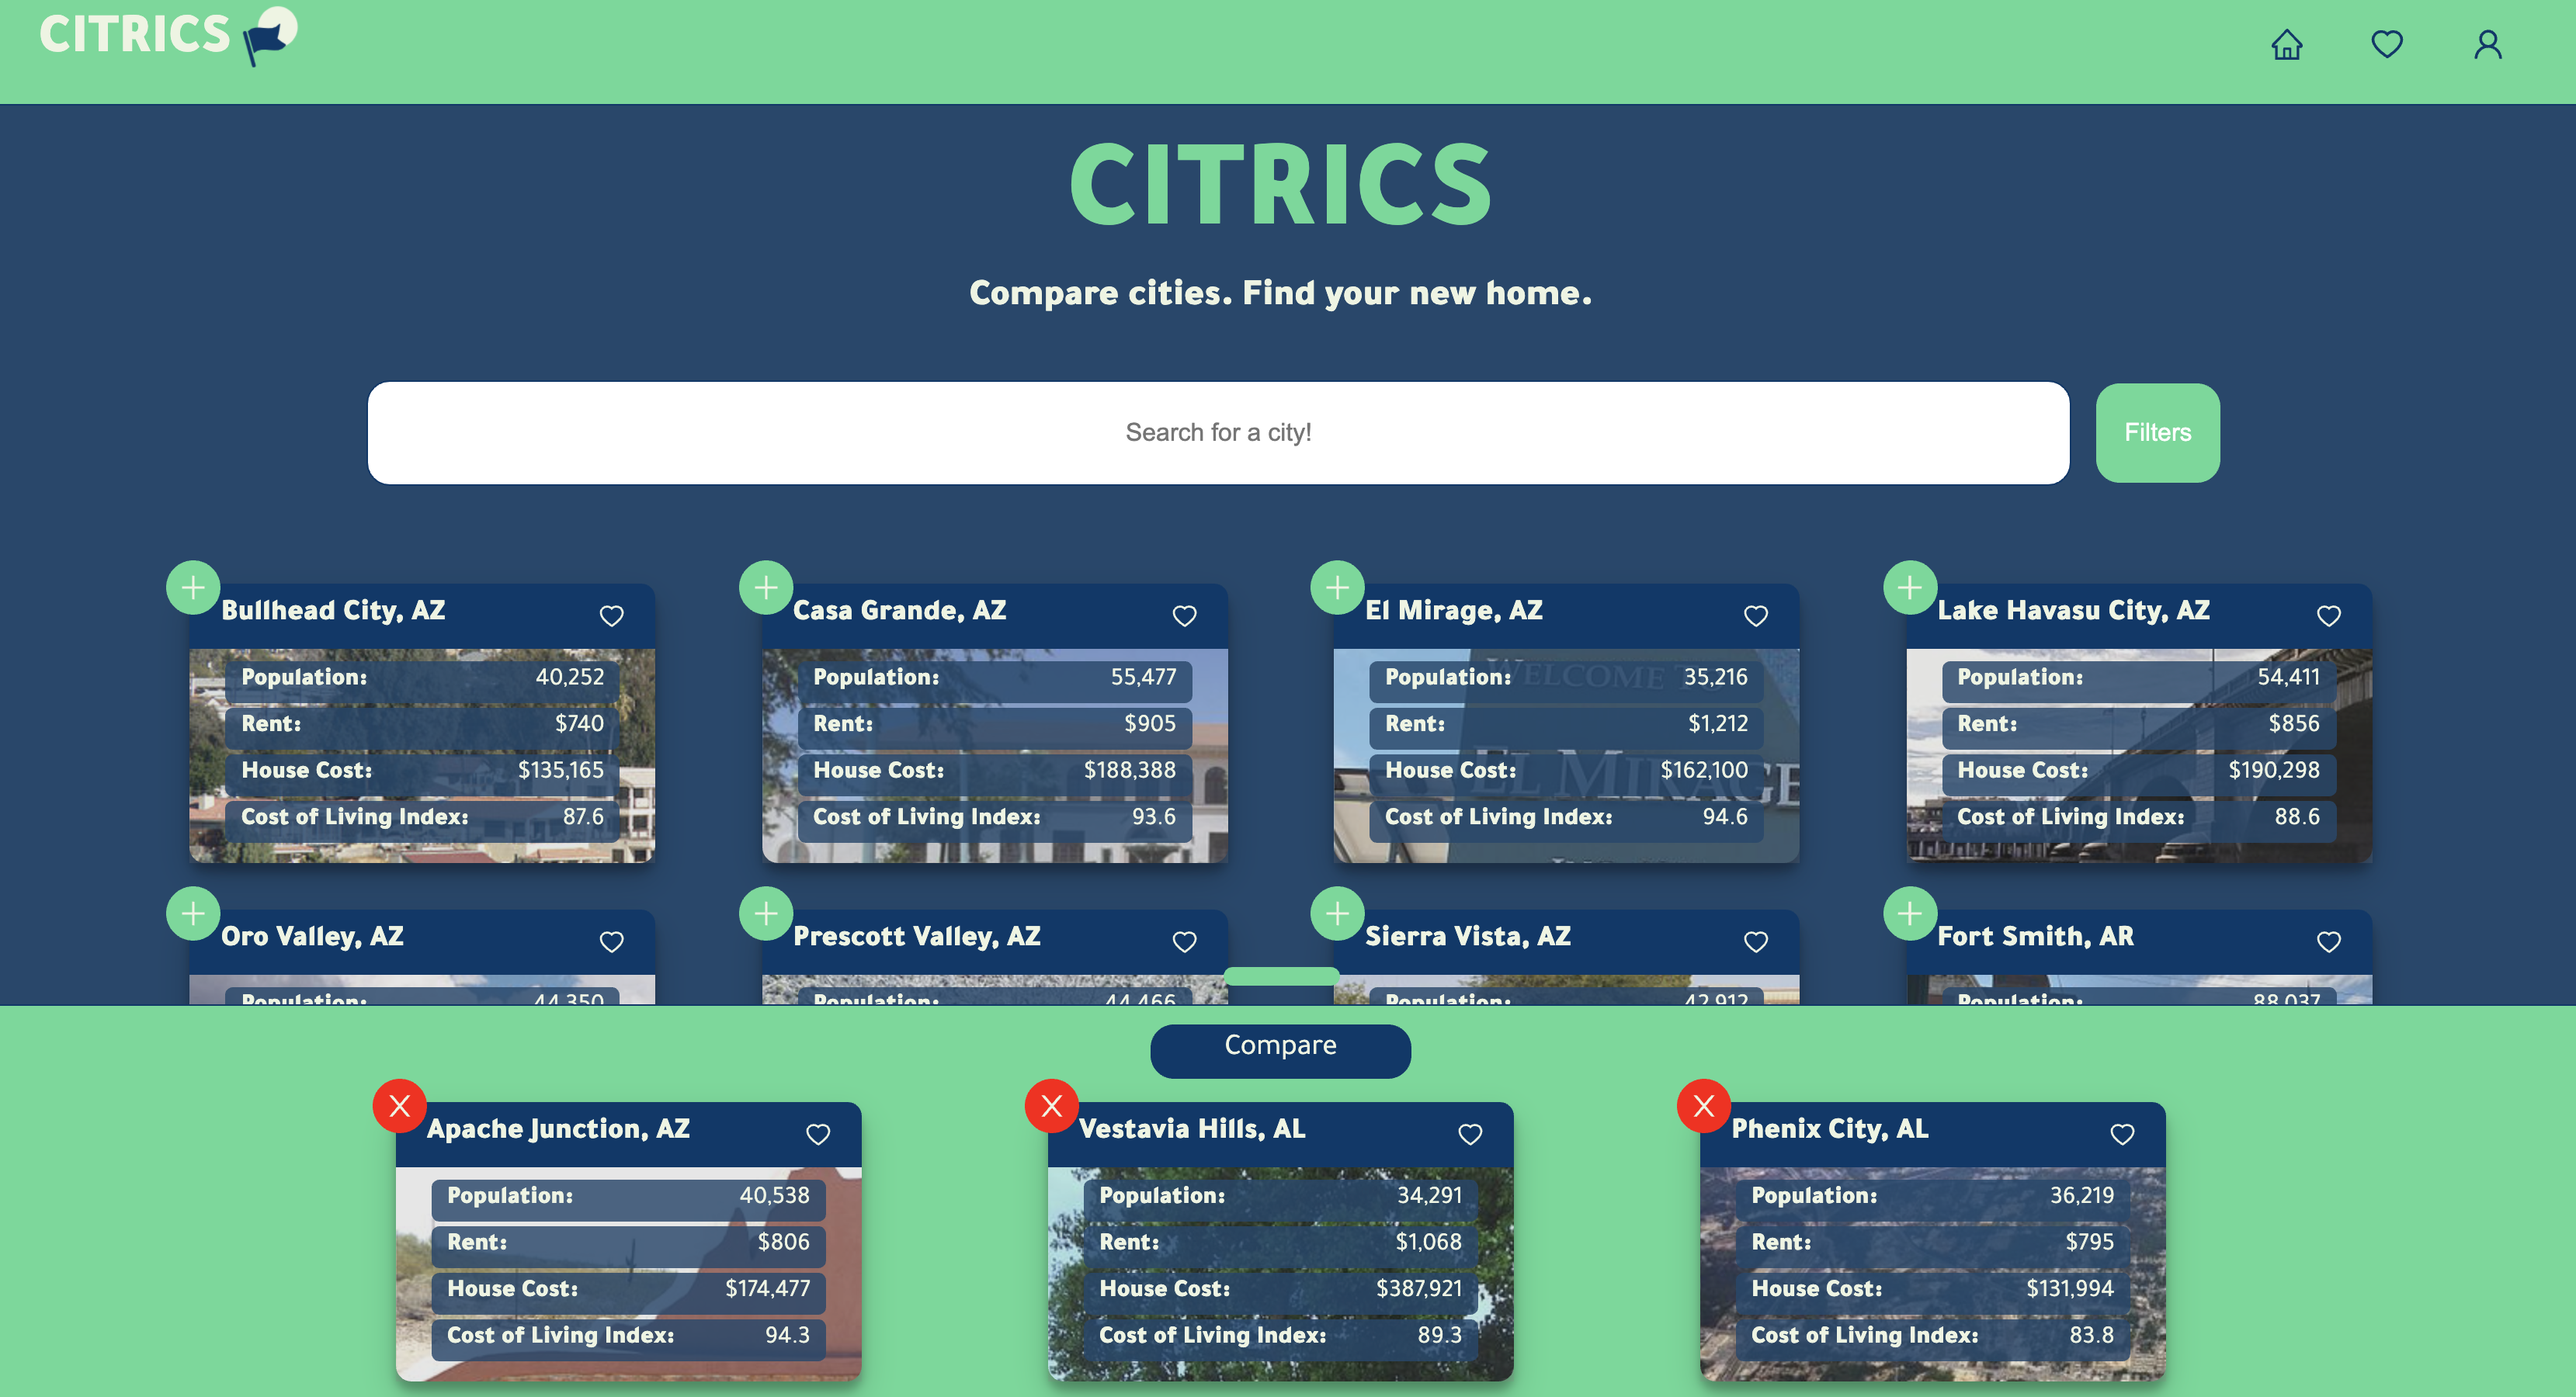 CITRICS
CITRICS
Compare cities. Find your new home.
Search for a city!
Filters
+
+
+
+
Bullhead City, AZ
Casa Grande, AZ
El Mirage, AZ
Lake Havasu City, AZ
Population: 40,252
Population: 55,477
WELCOME TO
Population: 35,216
Population: 54,411
Rent: $740
Rent: $905
Rent: $1,212
Rent: $856
House Cost: $135,165
House Cost: $188,388
EL MIRAGE
House Cost: $162,100
House Cost: $190,298
Cost of Living Index: 87.6
Cost of Living Index: 93.6
Cost of Living Index: 94.6
Cost of Living Index: 88.6
+
+
+
+
Oro Valley, AZ
Prescott Valley, AZ
Sierra Vista, AZ
Fort Smith, AR
Population: 44,350
Population: 44,466
Population: 42,912
Population: 88,037
Compare
X
X
X
Apache Junction, AZ
Vestavia Hills, AL
Phenix City, AL
Population: 40,538
Population: 34,291
Population: 36,219
Rent: $806
Rent: $1,068
Rent: $795
House Cost: $174,477
House Cost: $387,921
House Cost: $131,994
Cost of Living Index: 94.3
Cost of Living Index: 89.3
Cost of Living Index: 83.8